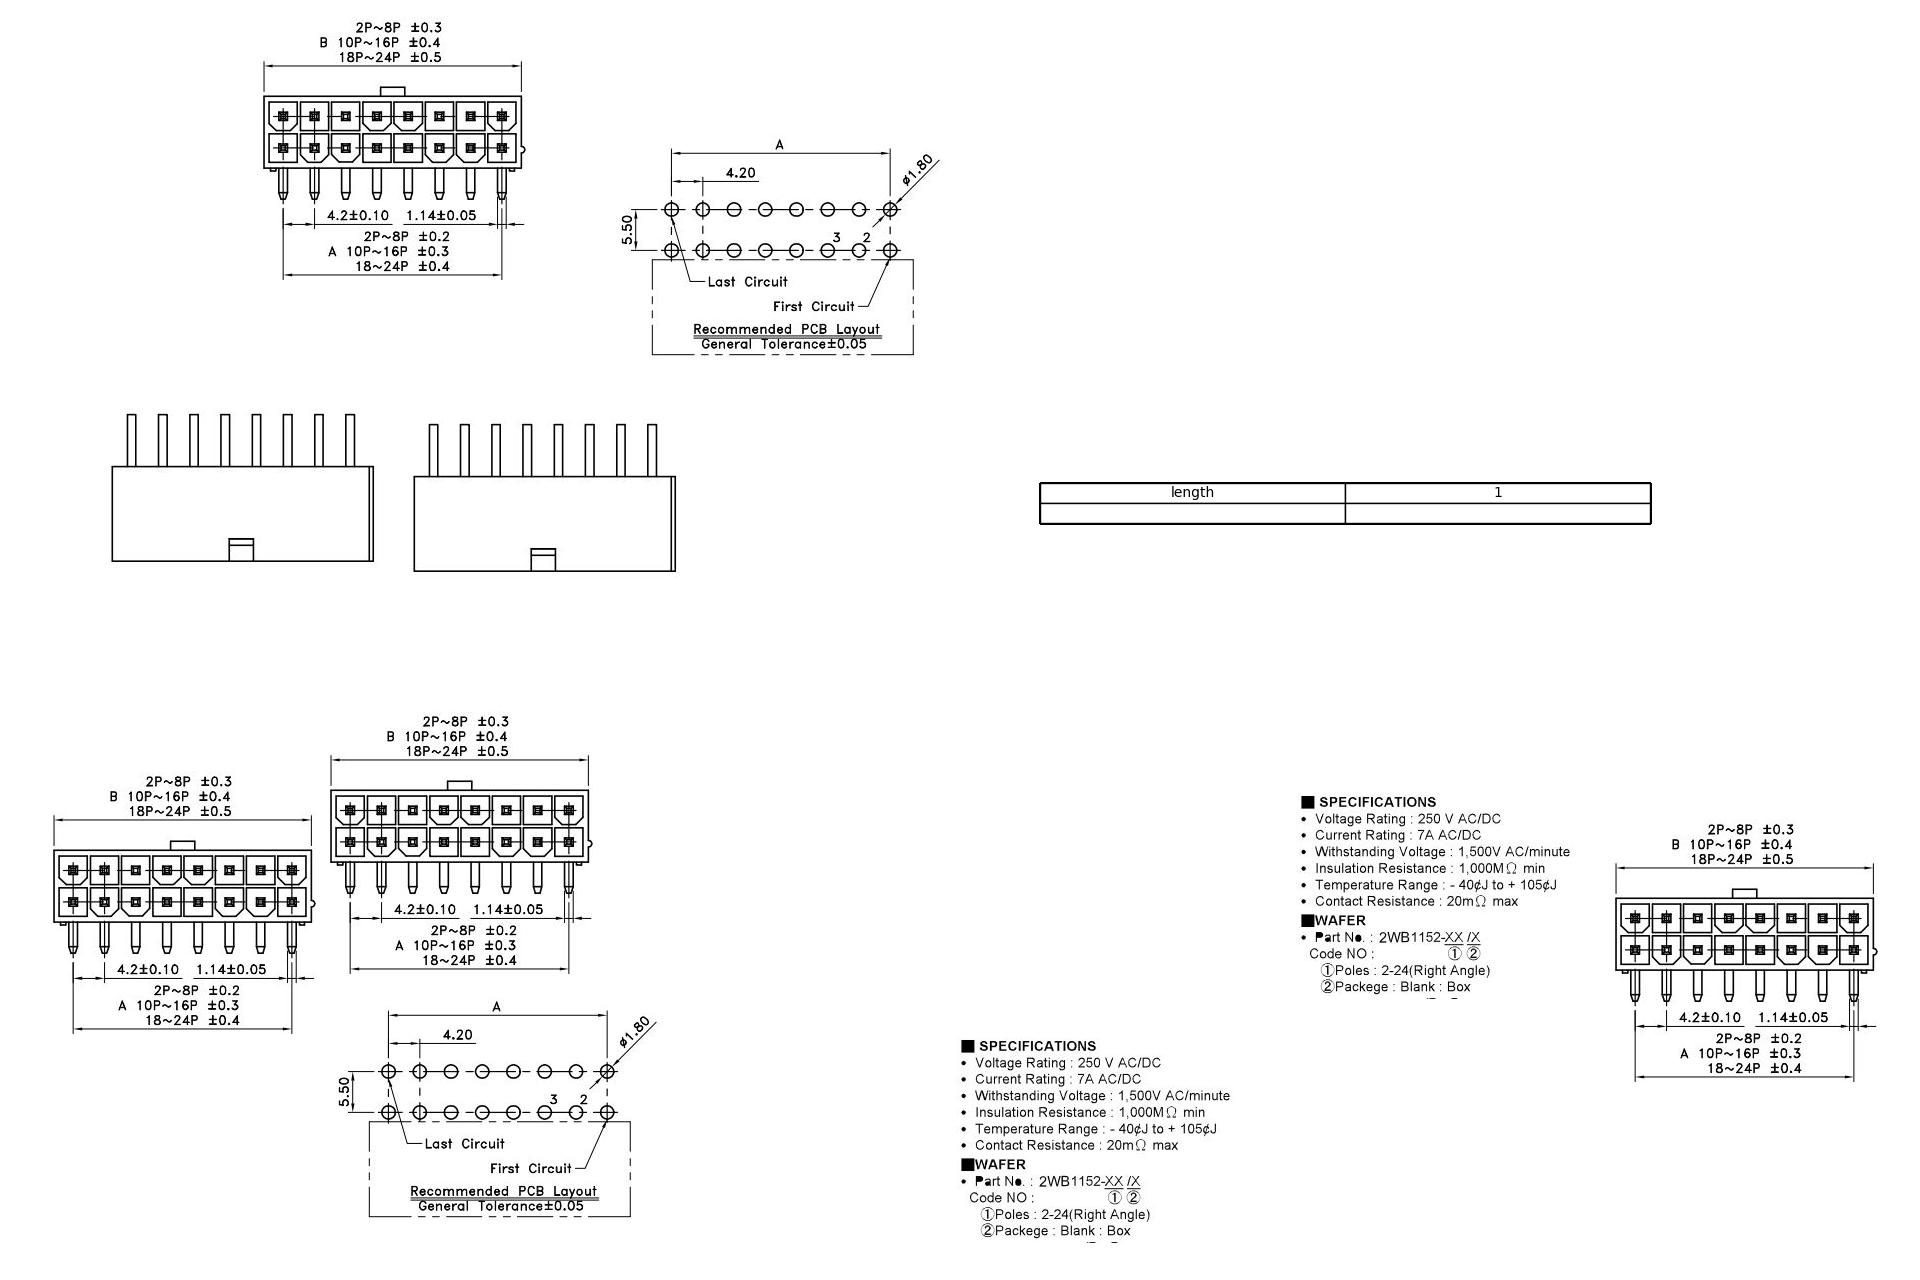 2P~8P ±0.3
B 10P~16P ±0.4
18P~24P ±0.5
4.2±0.10 1.14±0.05
2P~8P ±0.2
A 10P~16P ±0.3
18~24P ±0.4
A
4.20
ø1.80
5.50
3 2
Last Circuit
First Circuit
Recommended PCB Layout
General Tolerance±0.05
length 1
2P~8P ±0.3
B 10P~16P ±0.4
18P~24P ±0.5
4.2±0.10 1.14±0.05
2P~8P ±0.2
A 10P~16P ±0.3
18~24P ±0.4
2P~8P ±0.3
B 10P~16P ±0.4
18P~24P ±0.5
4.2±0.10 1.14±0.05
2P~8P ±0.2
A 10P~16P ±0.3
18~24P ±0.4
A
4.20
ø1.80
5.50
3 2
Last Circuit
First Circuit
Recommended PCB Layout
General Tolerance±0.05
■ SPECIFICATIONS
• Voltage Rating : 250 V AC/DC
• Current Rating : 7A AC/DC
• Withstanding Voltage : 1,500V AC/minute
• Insulation Resistance : 1,000MΩ min
• Temperature Range : - 40¢J to + 105¢J
• Contact Resistance : 20mΩ max
■WAFER
• Part No. : 2WB1152-XX /X
Code NO : ① ②
①Poles : 2-24(Right Angle)
②Packege : Blank : Box
■ SPECIFICATIONS
• Voltage Rating : 250 V AC/DC
• Current Rating : 7A AC/DC
• Withstanding Voltage : 1,500V AC/minute
• Insulation Resistance : 1,000MΩ min
• Temperature Range : - 40¢J to + 105¢J
• Contact Resistance : 20mΩ max
■WAFER
• Part No. : 2WB1152-XX /X
Code NO : ① ②
①Poles : 2-24(Right Angle)
②Packege : Blank : Box
2P~8P ±0.3
B 10P~16P ±0.4
18P~24P ±0.5
4.2±0.10 1.14±0.05
2P~8P ±0.2
A 10P~16P ±0.3
18~24P ±0.4